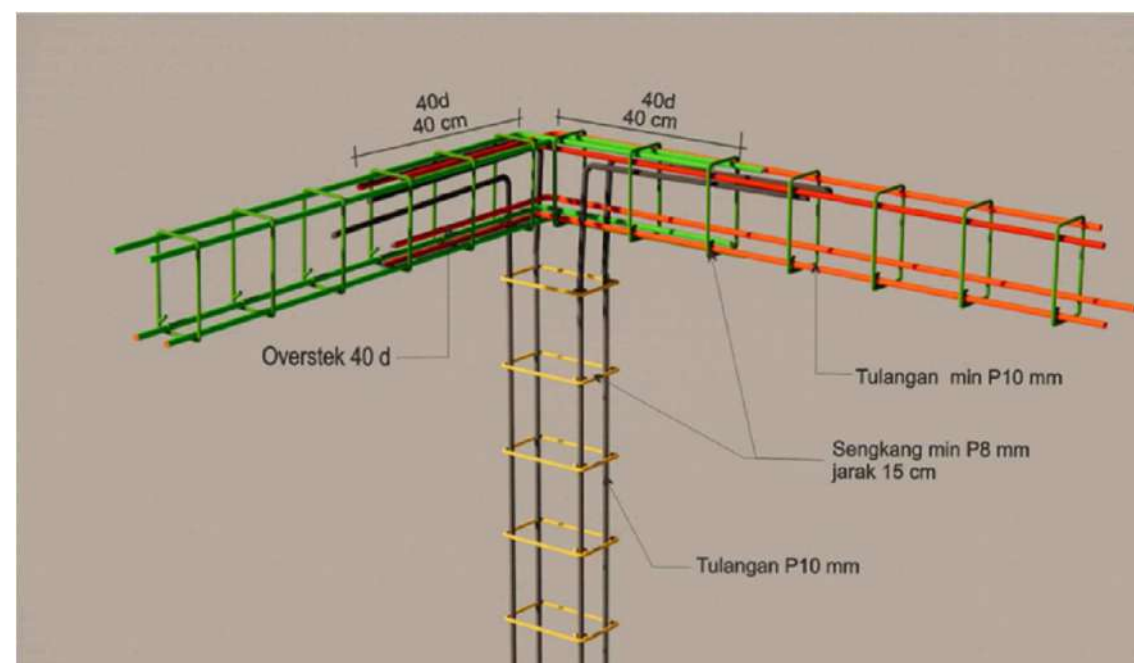 40d
40 cm
40d
40 cm
Overstek 40 d
Tulangan min P10 mm
Sengkang min P8 mm
jarak 15 cm
Tulangan P10 mm